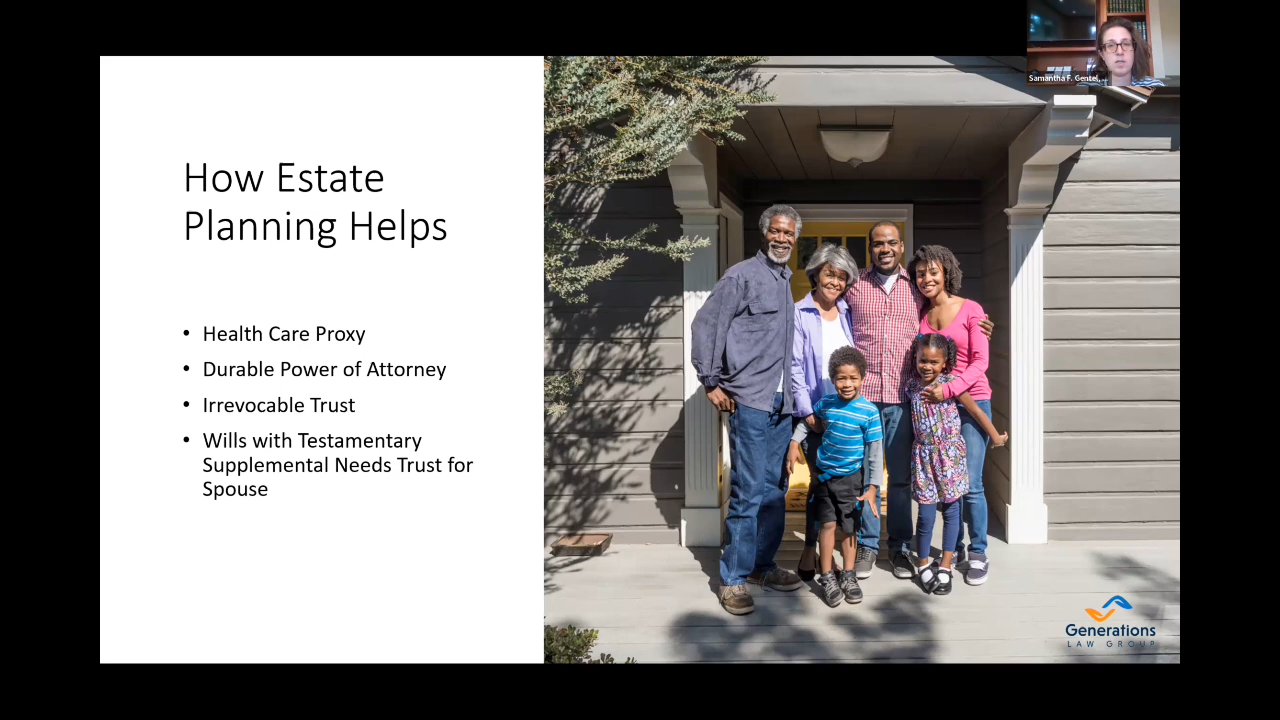 Samantha F. Gentel,...
How Estate
Planning Helps
• Health Care Proxy
• Durable Power of Attorney
• Irrevocable Trust
• Wills with Testamentary
Supplemental Needs Trust for
Spouse
Generations
LAW GROUP